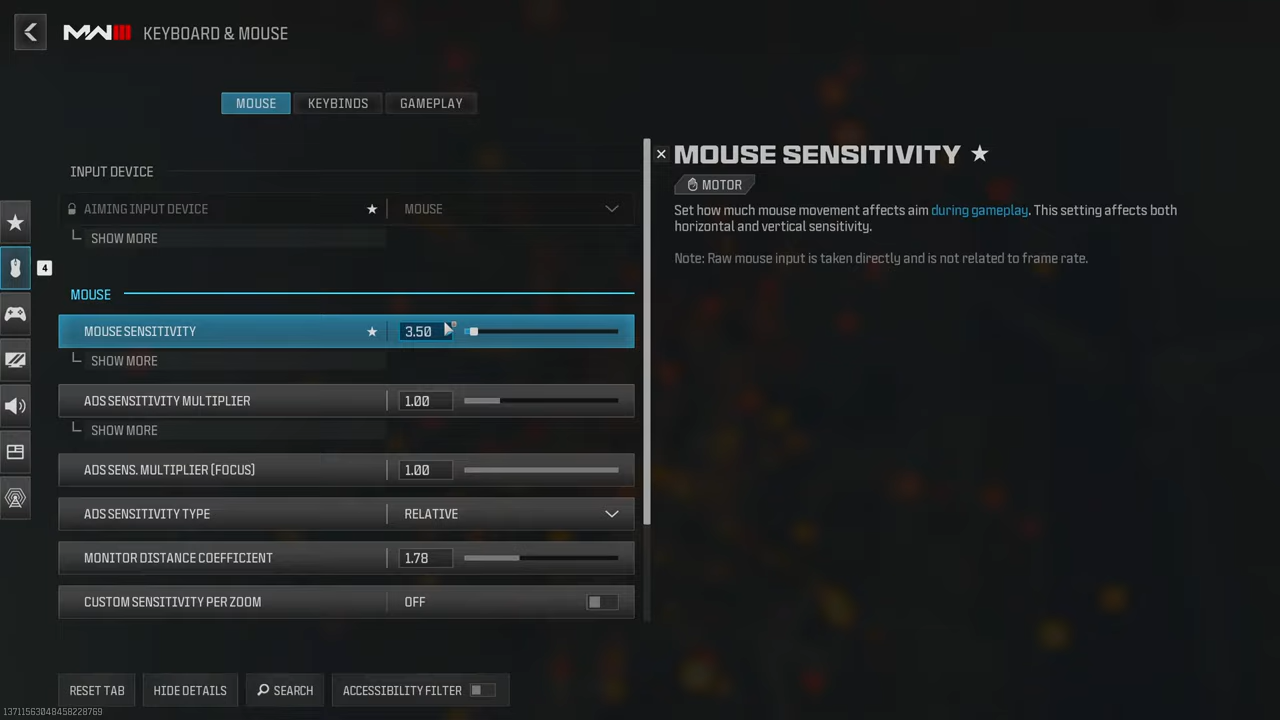 MWIII KEYBOARD & MOUSE
MOUSE KEYBINDS GAMEPLAY
INPUT DEVICE
AIMING INPUT DEVICE MOUSE
SHOW MORE
4
MOUSE
MOUSE SENSITIVITY 3.50
SHOW MORE
ADS SENSITIVITY MULTIPLIER 1.00
SHOW MORE
ADS SENS. MULTIPLIER (FOCUS) 1.00
ADS SENSITIVITY TYPE RELATIVE
MONITOR DISTANCE COEFFICIENT 1.78
CUSTOM SENSITIVITY PER ZOOM OFF
MOUSE SENSITIVITY
MOTOR
Set how much mouse movement affects aim during gameplay. This setting affects both
horizontal and vertical sensitivity.
Note: Raw mouse input is taken directly and is not related to frame rate.
RESET TAB HIDE DETAILS SEARCH ACCESSIBILITY FILTER
13711563048458228769